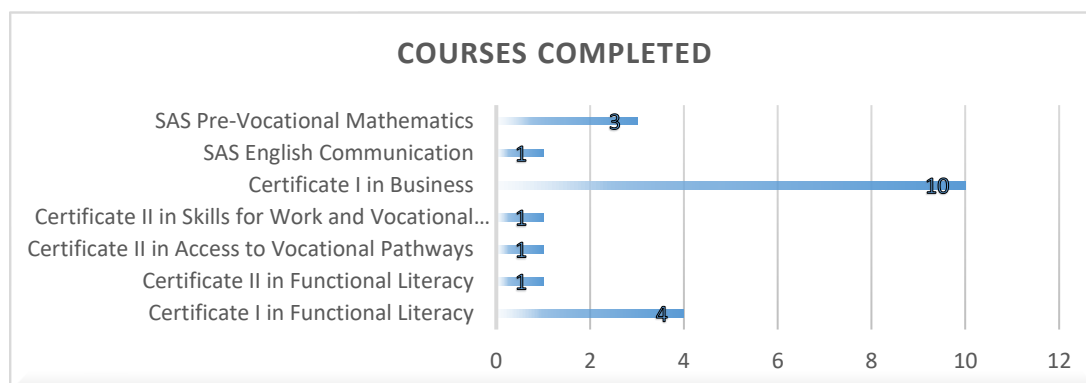 COURSES COMPLETED
SAS Pre-Vocational Mathematics 3
SAS English Communication 1
Certificate I in Business 10
Certificate II in Skills for Work and Vocational... 1
Certificate II in Access to Vocational Pathways 1
Certificate II in Functional Literacy 1
Certificate I in Functional Literacy 4
0 2 4 6 8 10 12